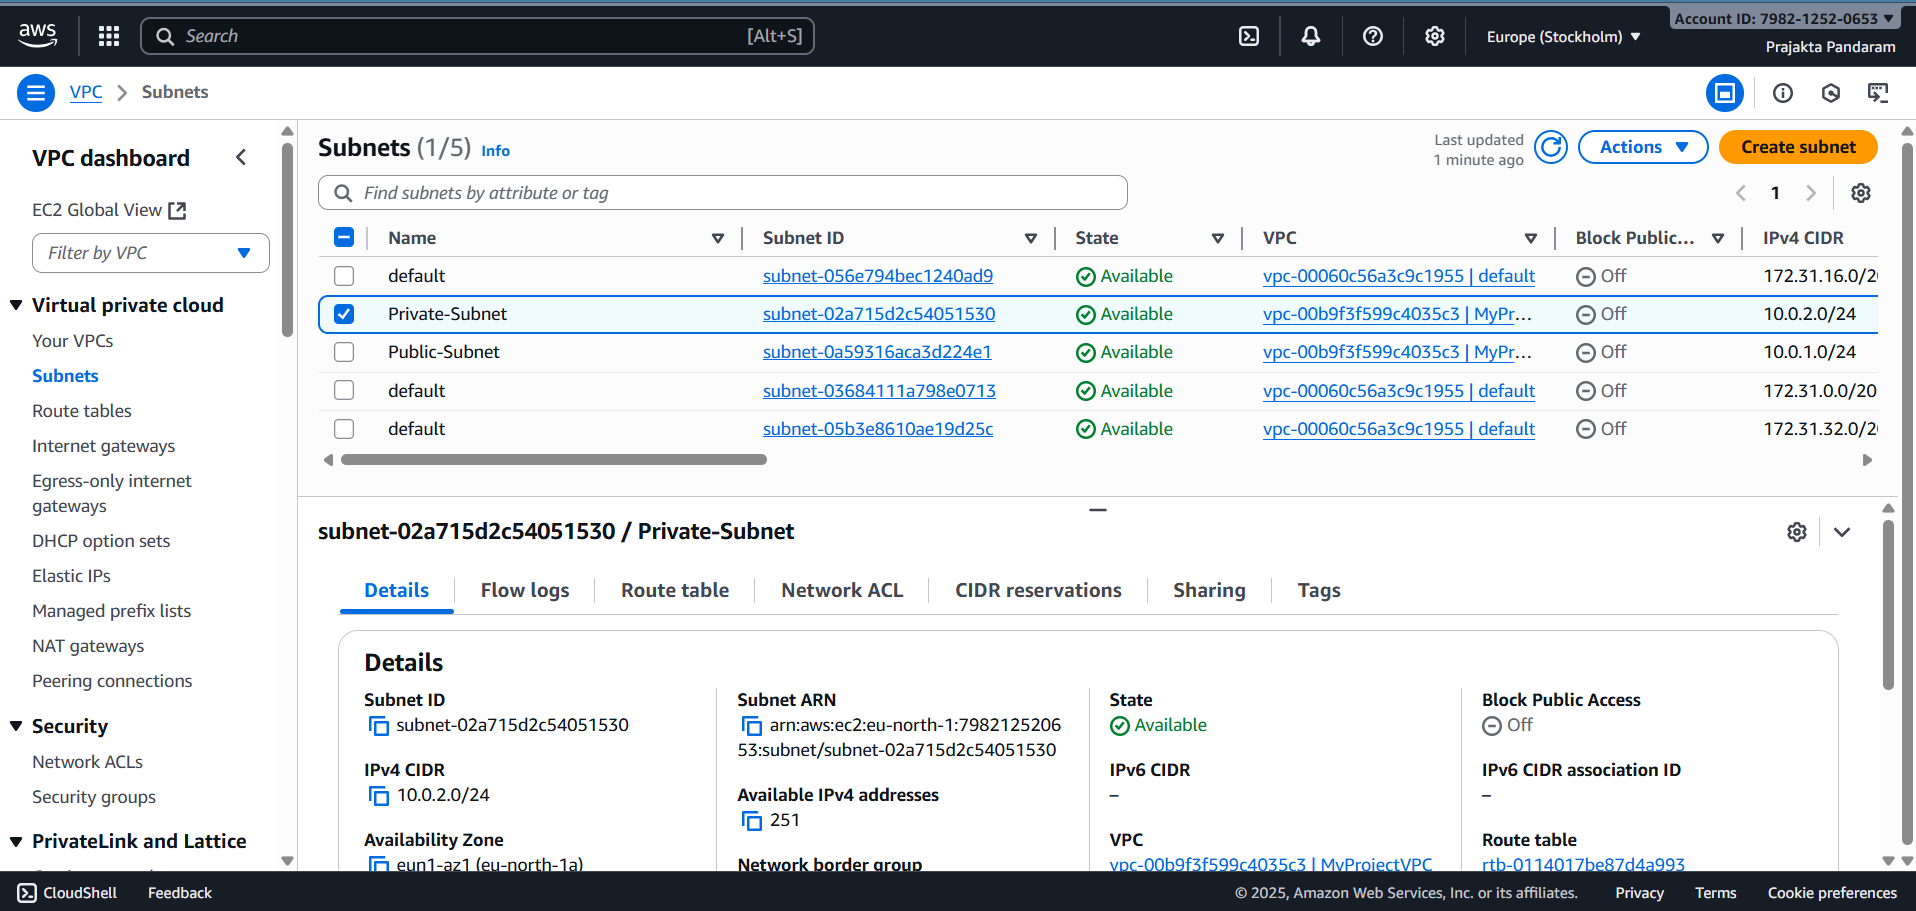 aws
Search [Alt+S]
Europe (Stockholm)
Account ID: 7982-1252-0653
Prajakta Pandaram
VPC Subnets
VPC dashboard
EC2 Global View
Filter by VPC
Virtual private cloud
Your VPCs
Subnets
Route tables
Internet gateways
Egress-only internet
gateways
DHCP option sets
Elastic IPs
Managed prefix lists
NAT gateways
Peering connections
Security
Network ACLs
Security groups
PrivateLink and Lattice
Subnets (1/5) Info
Last updated
1 minute ago
Actions
Create subnet
Find subnets by attribute or tag
1
Name Subnet ID State VPC Block Public... IPv4 CIDR
default subnet-056e794bec1240ad9 Available vpc-00060c56a3c9c1955 | default Off 172.31.16.0/20
Private-Subnet subnet-02a715d2c54051530 Available vpc-00b9f3f599c4035c3 | MyPr... Off 10.0.2.0/24
Public-Subnet subnet-0a59316aca3d224e1 Available vpc-00b9f3f599c4035c3 | MyPr... Off 10.0.1.0/24
default subnet-03684111a798e0713 Available vpc-00060c56a3c9c1955 | default Off 172.31.0.0/20
default subnet-05b3e8610ae19d25c Available vpc-00060c56a3c9c1955 | default Off 172.31.32.0/20
subnet-02a715d2c54051530 / Private-Subnet
Details Flow logs Route table Network ACL CIDR reservations Sharing Tags
Details
Subnet ID
subnet-02a715d2c54051530
IPv4 CIDR
10.0.2.0/24
Availability Zone
eun1-az1 (eu-north-1a)
Subnet ARN
arn:aws:ec2:eu-north-1:7982125206
53:subnet/subnet-02a715d2c54051530
Available IPv4 addresses
251
Network border group
State
Available
IPv6 CIDR
–
VPC
vpc-00b9f3f599c4035c3 | MyProjectVPC
Block Public Access
Off
IPv6 CIDR association ID
–
Route table
rtb-0114017be87d4a993
CloudShell Feedback
© 2025, Amazon Web Services, Inc. or its affiliates. Privacy Terms Cookie preferences